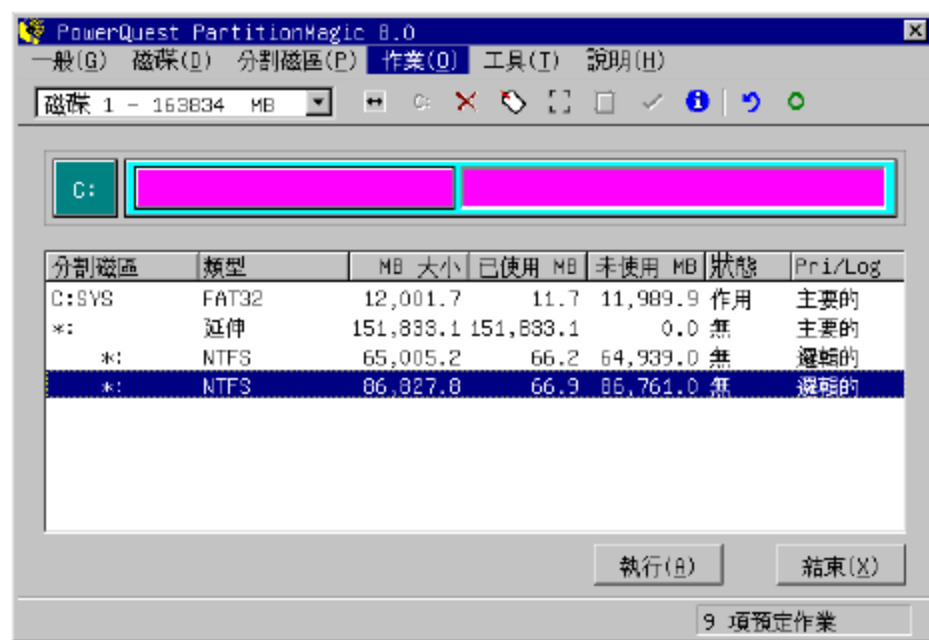 PowerQuest PartitionMagic 8.0
一般(G) 磁碟(D) 分割磁區(P) 作業(O) 工具(T) 說明(H)
磁碟 1 - 163834 MB C:
C:
分割磁區 類型 MB 大小 已使用 MB 未使用 MB 狀態 Pri/Log
C:SYS FAT32 12,001.7 11.7 11,989.9 作用 主要的
*: 延伸 151,833.1 151,833.1 0.0 無 主要的
*: NTFS 65,005.2 66.2 64,939.0 無 邏輯的
*: NTFS 86,827.8 66.9 86,761.0 無 邏輯的
執行(A) 結束(X)
9 項預定作業